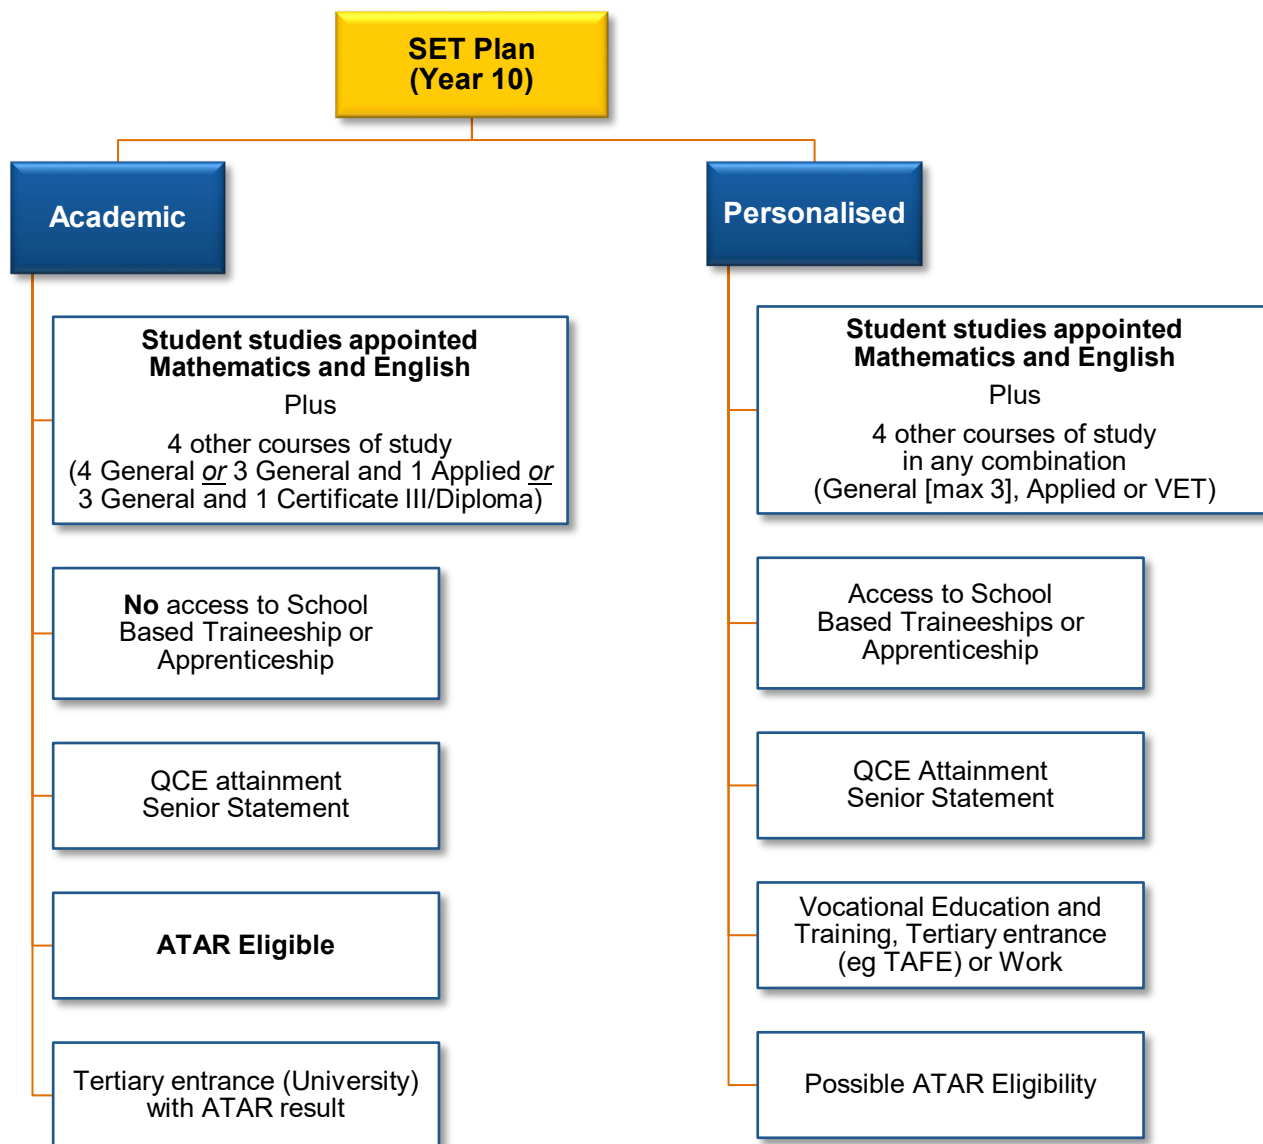 SET Plan
(Year 10)
Academic
Student studies appointed
Mathematics and English
Plus
4 other courses of study
(4 General or 3 General and 1 Applied or
3 General and 1 Certificate III/Diploma)
No access to School
Based Traineeship or
Apprenticeship
QCE attainment
Senior Statement
ATAR Eligible
Tertiary entrance (University)
with ATAR result
Personalised
Student studies appointed
Mathematics and English
Plus
4 other courses of study
in any combination
(General [max 3], Applied or VET)
Access to School
Based Traineeships or
Apprenticeship
QCE Attainment
Senior Statement
Vocational Education and
Training, Tertiary entrance
(eg TAFE) or Work
Possible ATAR Eligibility